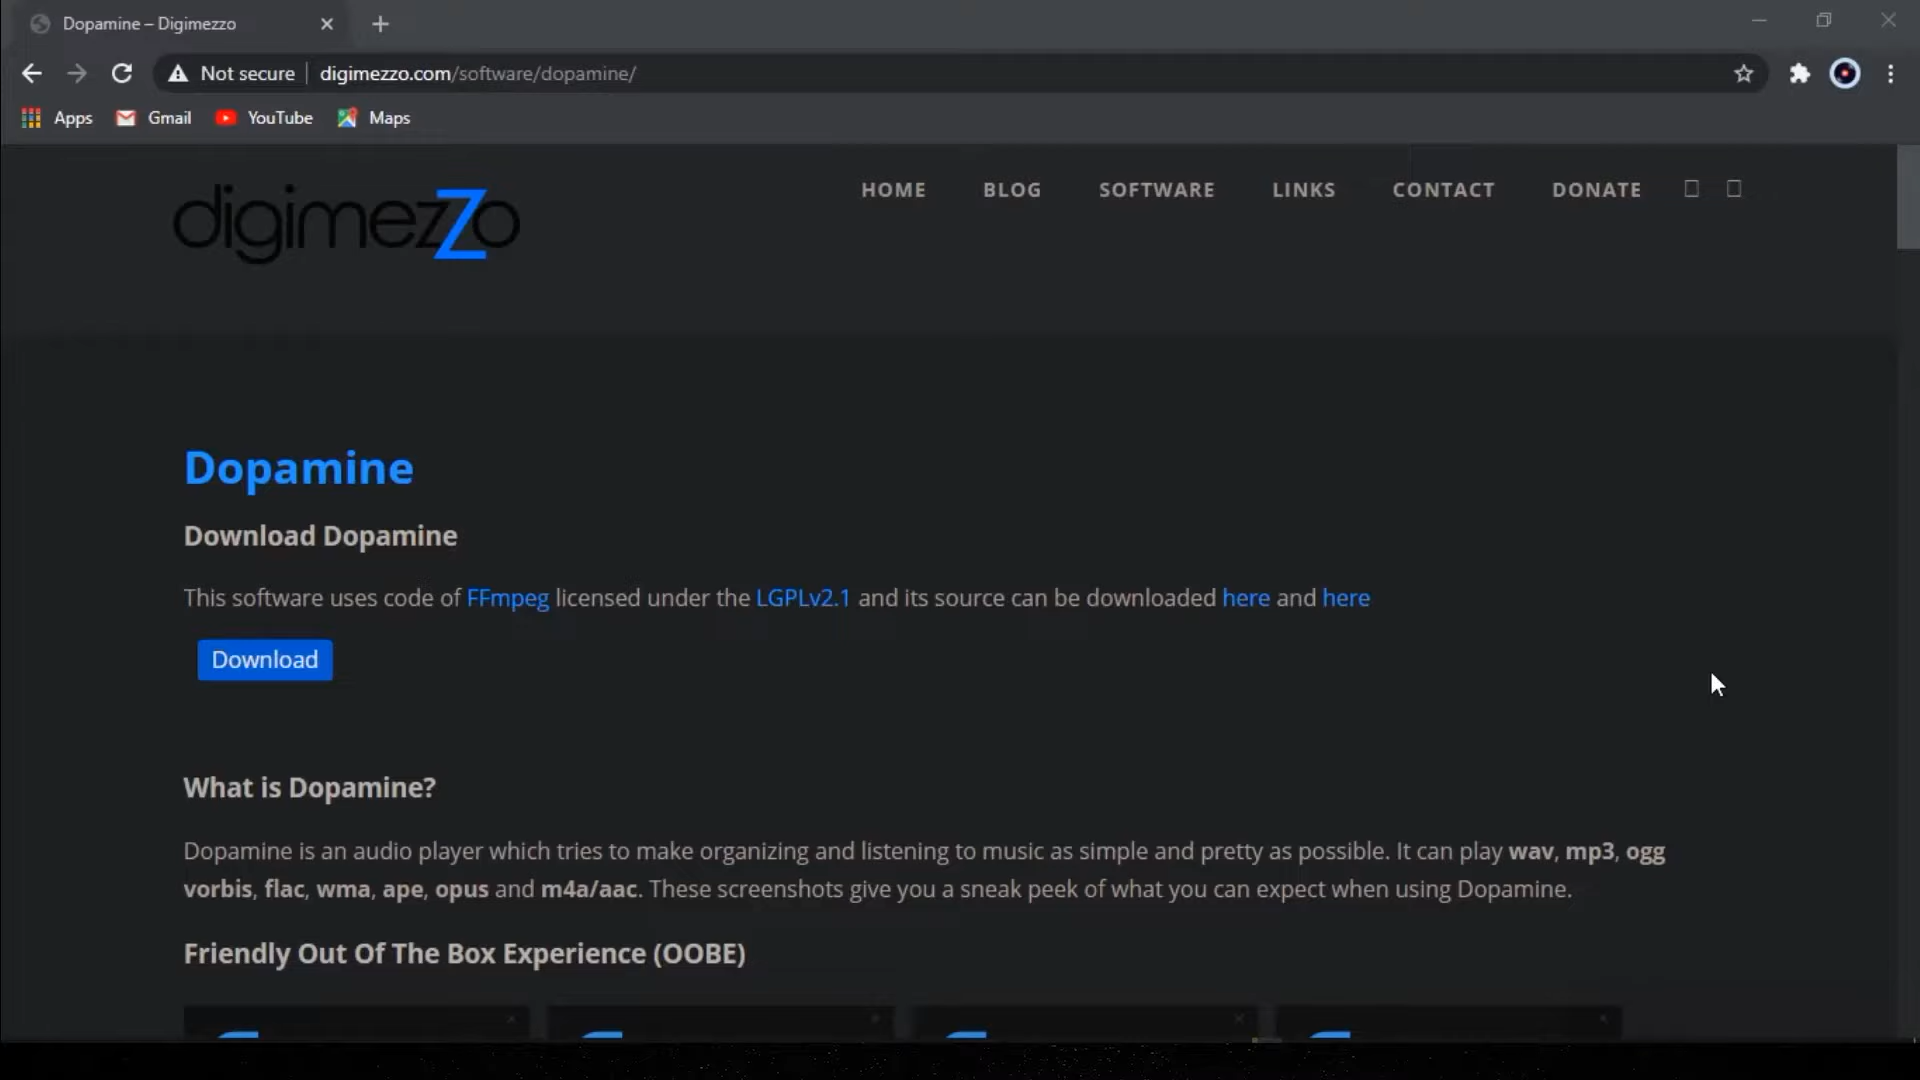 Dopamine – Digimezzo
Not secure digimezzo.com/software/dopamine/
Apps Gmail YouTube Maps
digimezzo
HOME BLOG SOFTWARE LINKS CONTACT DONATE
Dopamine
Download Dopamine
This software uses code of FFmpeg licensed under the LGPLv2.1 and its source can be downloaded here and here
Download
What is Dopamine?
Dopamine is an audio player which tries to make organizing and listening to music as simple and pretty as possible. It can play wav, mp3, ogg
vorbis, flac, wma, ape, opus and m4a/aac. These screenshots give you a sneak peek of what you can expect when using Dopamine.
Friendly Out Of The Box Experience (OOBE)